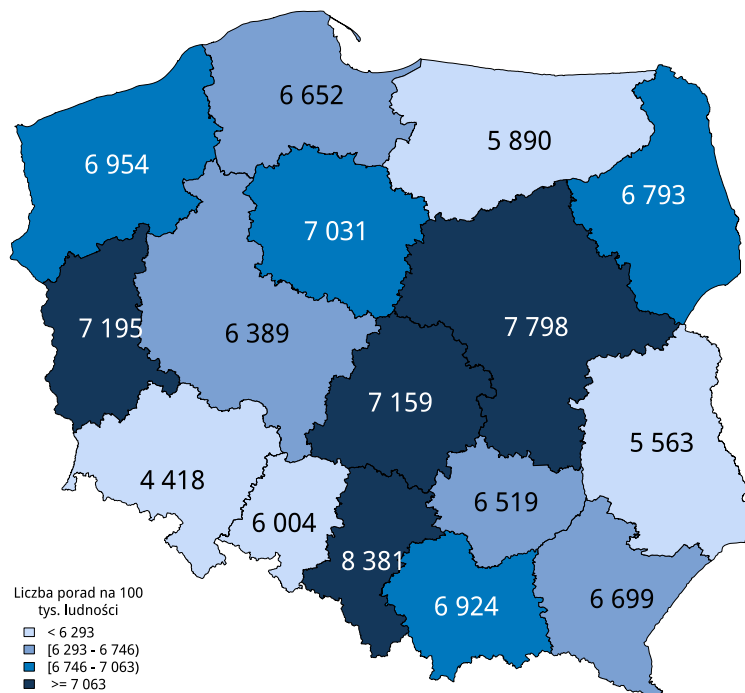 6 652
5 890
6 954
6 793
7 031
7 195
6 389
7 798
7 159
5 563
4 418
6 519
6 004
8 381
6 924
6 699
Liczba porad na 100
tys. ludności
< 6 293
[6 293 - 6 746)
[6 746 - 7 063)
>= 7 063